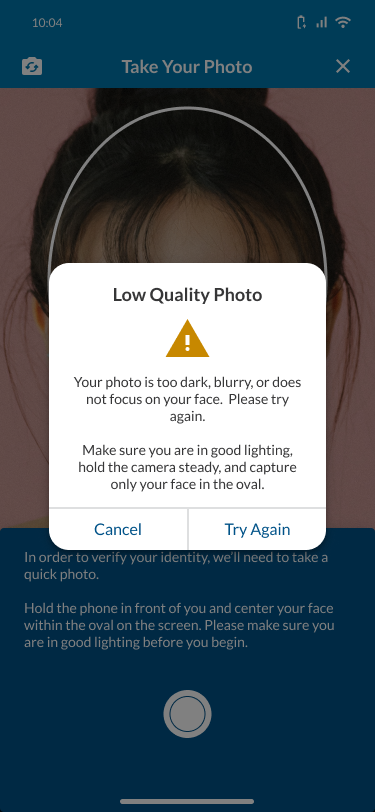 10:04
Take Your Photo
Low Quality Photo
Your photo is too dark, blurry, or does
not focus on your face. Please try
again.
Make sure you are in good lighting,
hold the camera steady, and capture
only your face in the oval.
Cancel
Try Again
In order to verify your identity, we'll need to take a
quick photo.
Hold the phone in front of you and center your face
within the oval on the screen. Please make sure you
are in good lighting before you begin.